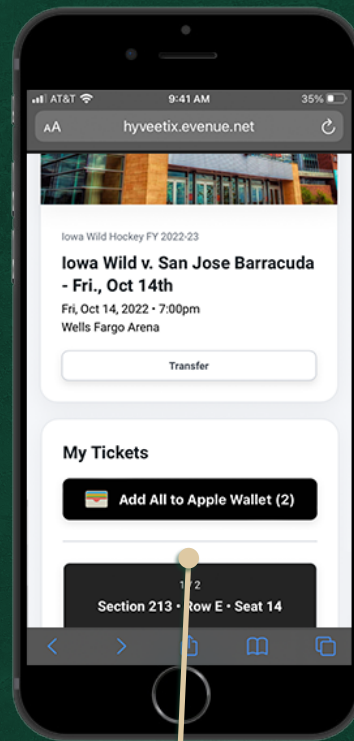 AT&T 9:41 AM 35%
AA hyveetix.evenue.net
Iowa Wild Hockey FY 2022-23
Iowa Wild v. San Jose Barracuda
- Fri., Oct 14th
Fri, Oct 14, 2022 • 7:00pm
Wells Fargo Arena
Transfer
My Tickets
Add All to Apple Wallet (2)
1 / 2
Section 213 • Row E • Seat 14